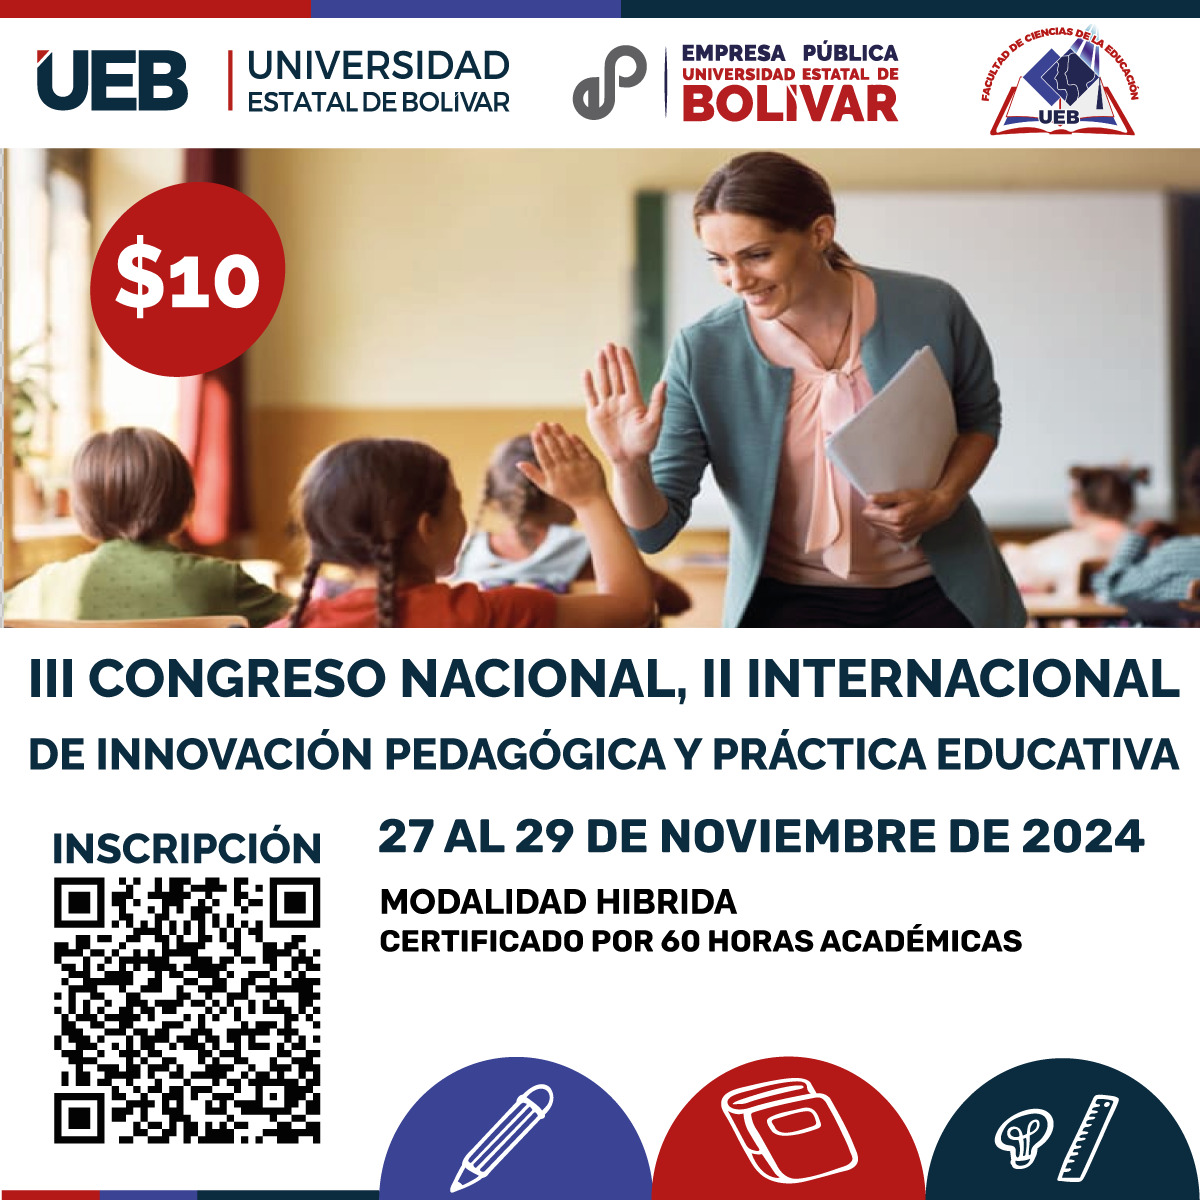 UEB
UNIVERSIDAD
ESTATAL DE BOLÍVAR
ep
EMPRESA PÚBLICA
UNIVERSIDAD ESTATAL DE
BOLÍVAR
FACULTAD DE CIENCIAS DE LA EDUCACIÓN
UEB
$10
III CONGRESO NACIONAL, II INTERNACIONAL
DE INNOVACIÓN PEDAGÓGICA Y PRÁCTICA EDUCATIVA
INSCRIPCIÓN
27 AL 29 DE NOVIEMBRE DE 2024
MODALIDAD HIBRIDA
CERTIFICADO POR 60 HORAS ACADÉMICAS